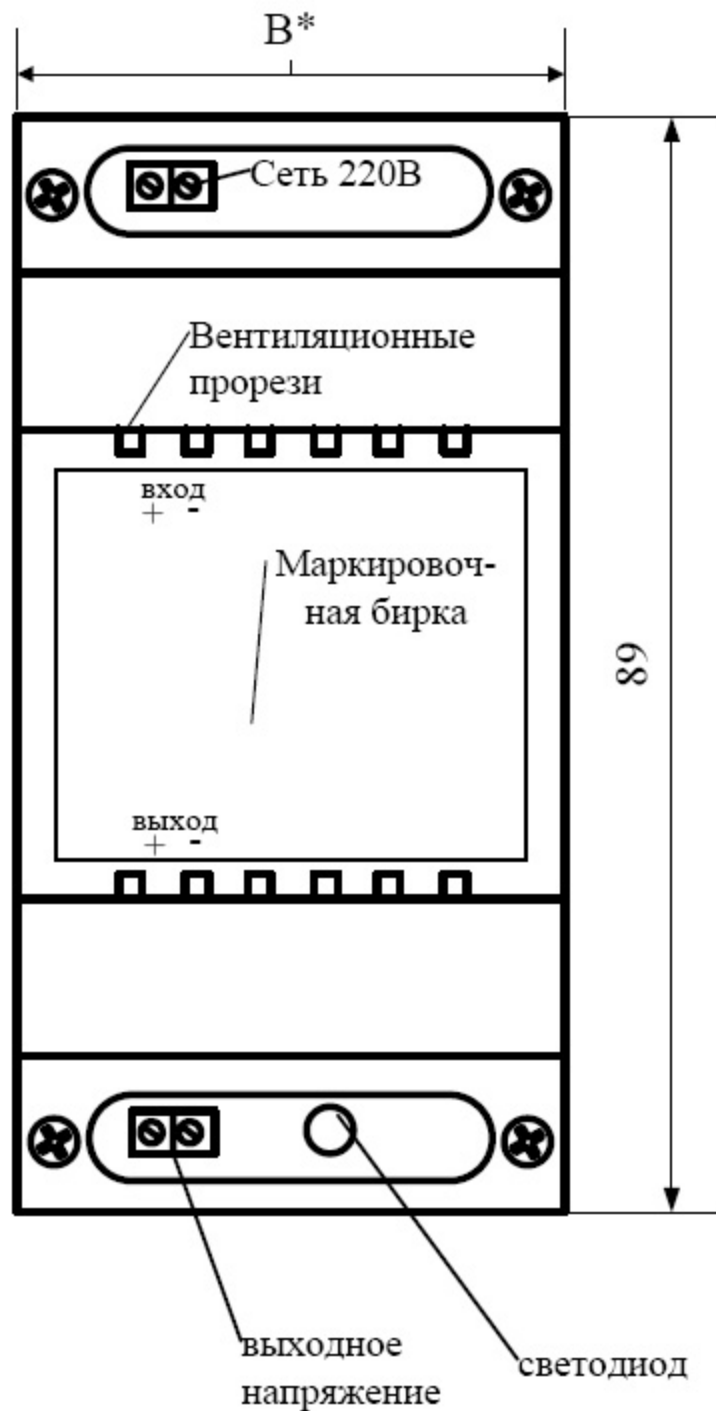 В*
Сеть 220В
Вентиляционные
прорези
вход
+ -
Маркировоч-
ная бирка
89
выход
+ -
выходное
напряжение
светодиод